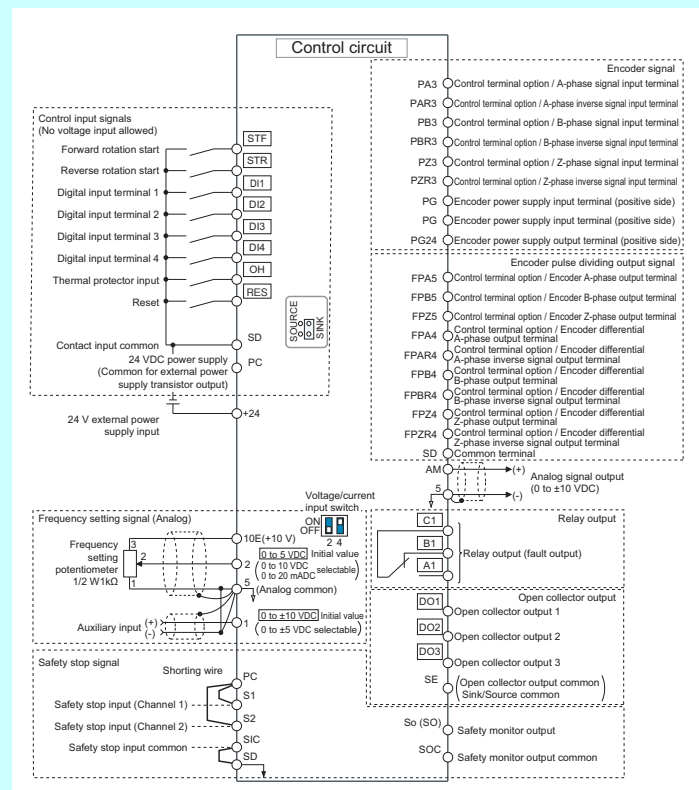 Control circuit
Encoder signal
PA3 Control terminal option / A-phase signal input terminal
PAR3 Control terminal option / A-phase inverse signal input terminal
PB3 Control terminal option / B-phase signal input terminal
PBR3 Control terminal option / B-phase inverse signal input terminal
PZ3 Control terminal option / Z-phase signal input terminal
PZR3 Control terminal option / Z-phase inverse signal input terminal
PG Encoder power supply input terminal (positive side)
PG Encoder power supply input terminal (positive side)
PG24 Encoder power supply output terminal (positive side)
Control input signals
(No voltage input allowed)
Forward rotation start STF
Reverse rotation start STR
Digital input terminal 1 DI1
Digital input terminal 2 DI2
Digital input terminal 3 DI3
Digital input terminal 4 DI4
Thermal protector input OH
Reset RES
SOURCE
SINK
Contact input common SD
24 VDC power supply
(Common for external power
supply transistor output)
PC
24 V external power
supply input
+24
Encoder pulse dividing output signal
FPA5 Control terminal option / Encoder A-phase output terminal
FPB5 Control terminal option / Encoder B-phase output terminal
FPZ5 Control terminal option / Encoder Z-phase output terminal
FPA4 Control terminal option / Encoder differential
A-phase output terminal
FPAR4 Control terminal option / Encoder differential
A-phase inverse signal output terminal
FPB4 Control terminal option / Encoder differential
B-phase output terminal
FPBR4 Control terminal option / Encoder differential
B-phase inverse signal output terminal
FPZ4 Control terminal option / Encoder differential
Z-phase output terminal
FPZR4 Control terminal option / Encoder differential
Z-phase inverse signal output terminal
SD Common terminal
AM (+)
5 (-)
Analog signal output
(0 to ±10 VDC)
Frequency setting signal (Analog)
Voltage/current
input switch
ON
OFF
2 4
Frequency
setting
potentiometer
1/2 W1kΩ
3
2
1
10E(+10 V)
2
0 to 5 VDC Initial value
(0 to 10 VDC
0 to 20 mADC selectable)
5
(Analog common)
Auxiliary input (+)
(-)
1
0 to ±10 VDC Initial value
(0 to ±5 VDC selectable)
Relay output
C1
B1
A1
Relay output (fault output)
Open collector output
DO1
Open collector output 1
DO2
Open collector output 2
DO3
Open collector output 3
SE
(Open collector output common
Sink/Source common)
Safety stop signal
Shorting wire
PC
Safety stop input (Channel 1) S1
Safety stop input (Channel 2) S2
Safety stop input common SIC
SD
So (SO) Safety monitor output
SOC Safety monitor output common